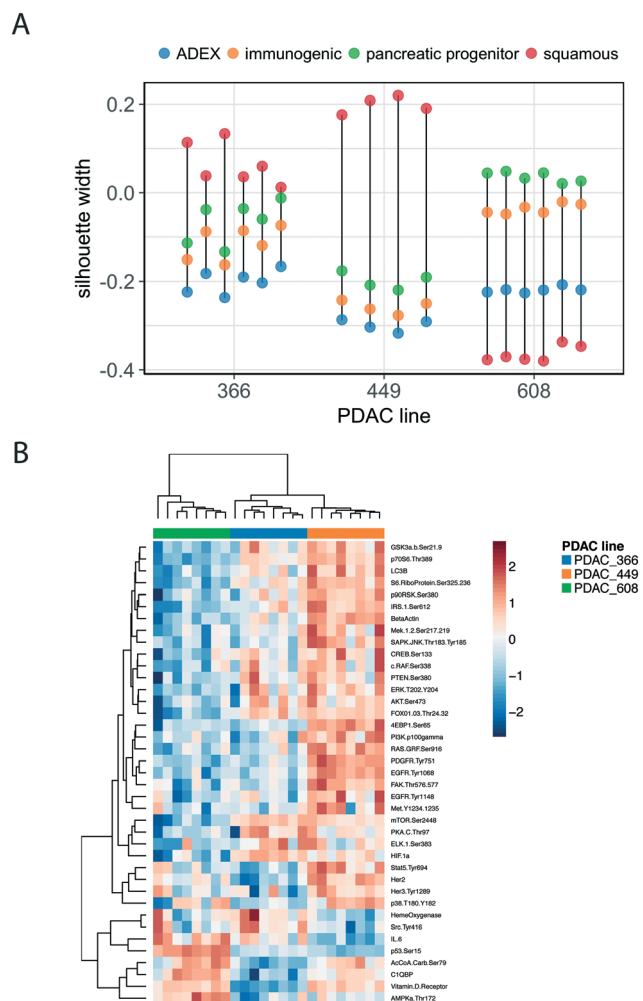 A
ADEX immunogenic pancreatic progenitor squamous
silhouette width
0.2
0.0
-0.2
-0.4
366 449 608
PDAC line
B
GSK3a.b.Ser21.9
p70S6.Thr389
LC3B
S6.RiboProtein.Ser325.236
p90RSK.Ser380
IRS.1.Ser612
BetaActin
Mek.1.2.Ser217.219
SAPK.JNK.Thr183.Tyr185
CREB.Ser133
c.RAF.Ser338
PTEN.Ser380
ERK.T202.Y204
AKT.Ser473
FOX01.03.Thr24.32
4EBP1.Ser65
PI3K.p100gamma
RAS.GRF.Ser916
PDGFR.Tyr751
EGFR.Tyr1068
FAK.Thr576.577
EGFR.Tyr1148
Met.Y1234.1235
mTOR.Ser2448
PKA.C.Thr97
ELK.1.Ser383
HIF.1a
Stat5.Tyr694
Her2
Her3.Tyr1289
p38.T180.Y182
HemeOxygenase
Src.Tyr416
IL.6
p53.Ser15
AcCoA.Carb.Ser79
C1QBP
Vitamin.D.Receptor
AMPKa.Thr172
2
1
0
−1
−2
PDAC line
PDAC_366
PDAC_449
PDAC_608